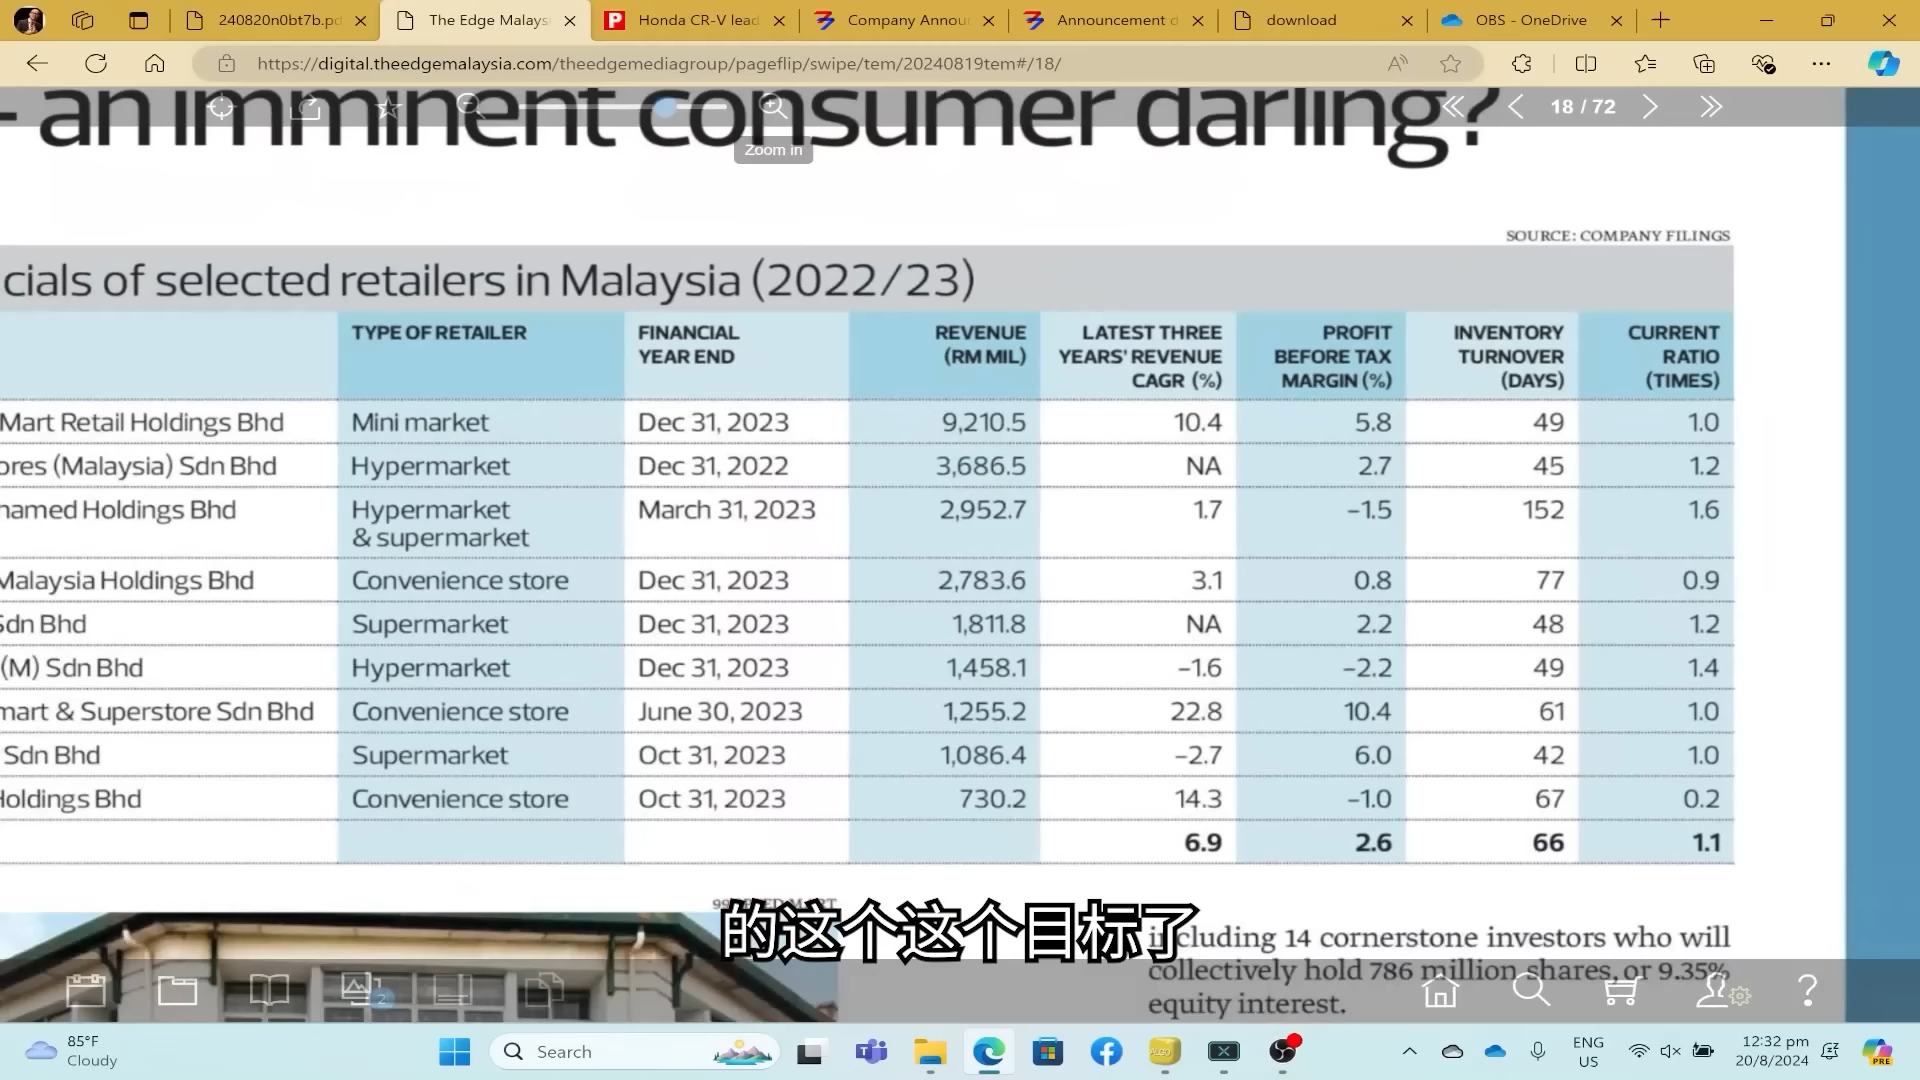 240820n0bt7b.pd
The Edge Malays
Honda CR-V lead
Company Annou
Announcement d
download
OBS - OneDrive
https://digital.theedgemalaysia.com/theedgemediagroup/pageflip/swipe/tem/20240819tem#/18/
- an imminent consumer darling?
18 / 72
Zoom in
SOURCE: COMPANY FILINGS
cials of selected retailers in Malaysia (2022/23)
TYPE OF RETAILER FINANCIAL YEAR END REVENUE (RM MIL) LATEST THREE YEARS' REVENUE CAGR (%) PROFIT BEFORE TAX MARGIN (%) INVENTORY TURNOVER (DAYS) CURRENT RATIO (TIMES)
Mart Retail Holdings Bhd Mini market Dec 31, 2023 9,210.5 10.4 5.8 49 1.0
ores (Malaysia) Sdn Bhd Hypermarket Dec 31, 2022 3,686.5 NA 2.7 45 1.2
named Holdings Bhd Hypermarket & supermarket March 31, 2023 2,952.7 1.7 -1.5 152 1.6
Malaysia Holdings Bhd Convenience store Dec 31, 2023 2,783.6 3.1 0.8 77 0.9
Sdn Bhd Supermarket Dec 31, 2023 1,811.8 NA 2.2 48 1.2
(M) Sdn Bhd Hypermarket Dec 31, 2023 1,458.1 -1.6 -2.2 49 1.4
mart & Superstore Sdn Bhd Convenience store June 30, 2023 1,255.2 22.8 10.4 61 1.0
Sdn Bhd Supermarket Oct 31, 2023 1,086.4 -2.7 6.0 42 1.0
Holdings Bhd Convenience store Oct 31, 2023 730.2 14.3 -1.0 67 0.2
6.9 2.6 66 1.1
的这个这个目标了
including 14 cornerstone investors who will
collectively hold 786 million shares, or 9.35%
equity interest.
2
85°F
Cloudy
Search
ALGO
ENG
US
12:32 pm
20/8/2024
PRE